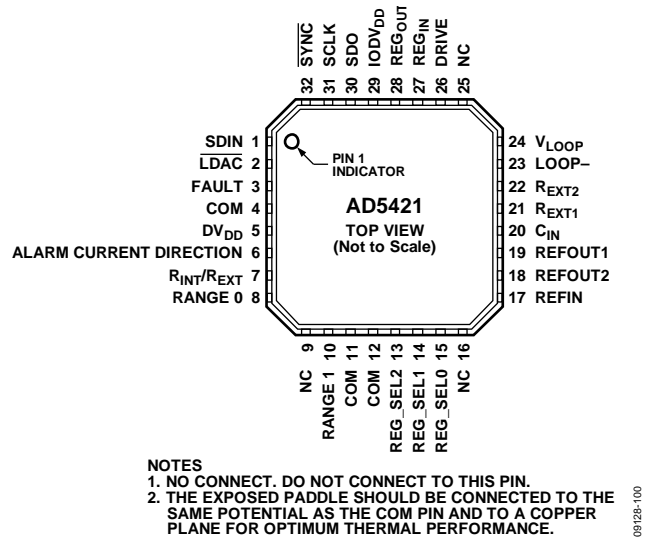 SYNC
SCLK
SDO
IODVDD
REGOUT
REGIN
DRIVE
NC
32 31 30 29 28 27 26 25
SDIN 1
LDAC 2
FAULT 3
COM 4
DVDD 5
ALARM CURRENT DIRECTION 6
RINT/REXT 7
RANGE 0 8
PIN 1
INDICATOR
AD5421
TOP VIEW
(Not to Scale)
24 VLOOP
23 LOOP–
22 REXT2
21 REXT1
20 CIN
19 REFOUT1
18 REFOUT2
17 REFIN
NC 9
RANGE 1 10
COM 11
COM 12
REG_SEL2 13
REG_SEL1 14
REG_SEL0 15
NC 16
NOTES
1. NO CONNECT. DO NOT CONNECT TO THIS PIN.
2. THE EXPOSED PADDLE SHOULD BE CONNECTED TO THE
SAME POTENTIAL AS THE COM PIN AND TO A COPPER
PLANE FOR OPTIMUM THERMAL PERFORMANCE.
09128-100